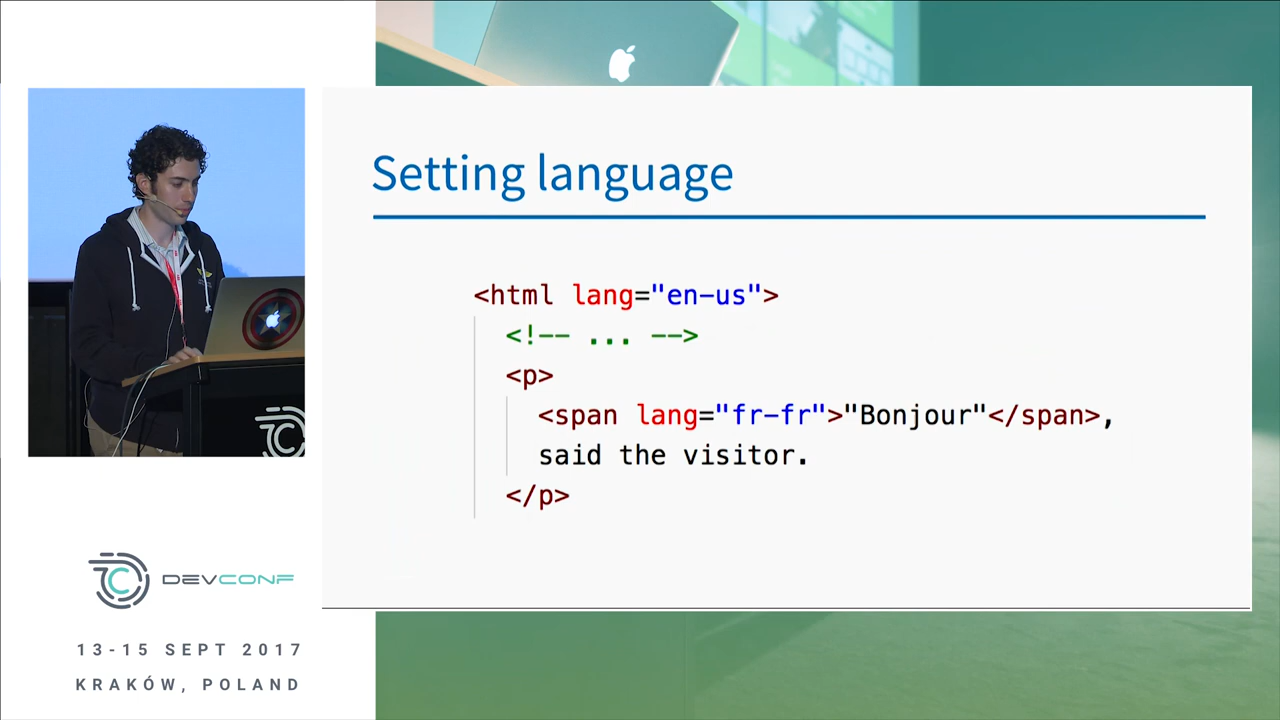 Setting language
<html lang="en-us">
<!-- ... -->
<p>
<span lang="fr-fr">"Bonjour"</span>,
said the visitor.
</p>
DEVCONF
13-15 SEPT 2017
KRAKÓW, POLAND